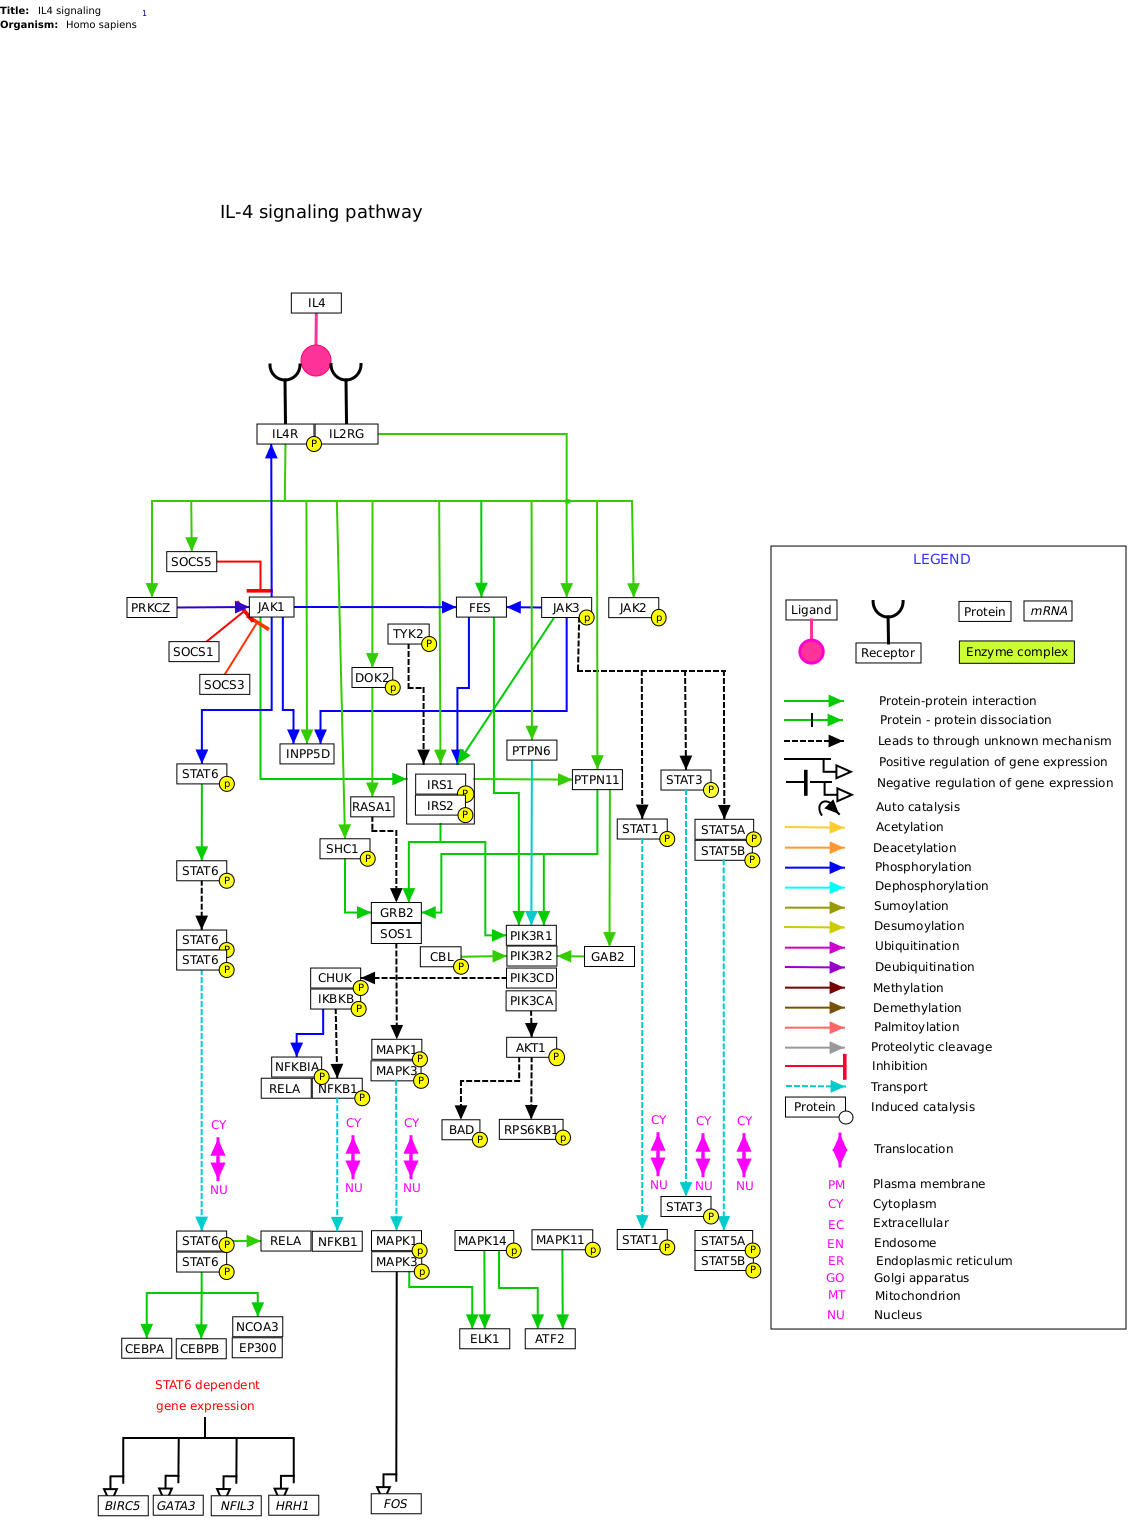 Title: IL4 signaling 1
Organism: Homo sapiens
IL-4 signaling pathway
IL4
IL4R P IL2RG
SOCS5
PRKCZ JAK1 FES JAK3 p JAK2 p
TYK2 P
SOCS1
SOCS3
DOK2 p
INPP5D
PTPN6
STAT6 p
IRS1 P
IRS2 P
PTPN11
STAT3 P
RASA1
STAT1 P
STAT5A P
STAT5B P
SHC1 P
STAT6 P
GRB2
SOS1
STAT6 P
STAT6 P
PIK3R1
PIK3R2
PIK3CD
PIK3CA
CBL P
GAB2
CHUK P
IKBKB P
AKT1 P
MAPK1 P
MAPK3 P
NFKBIA P
RELA NFKB1 P
BAD P
RPS6KB1 p
CY CY CY CY CY CY
NU NU NU NU NU NU
STAT3 P
STAT6 P RELA NFKB1 MAPK1 p MAPK14 p MAPK11 p STAT1 P STAT5A P
STAT6 P MAPK3 p STAT5B P
NCOA3
EP300
CEBPA CEBPB
ELK1 ATF2
STAT6 dependent
gene expression
BIRC5 GATA3 NFIL3 HRH1 FOS
LEGEND
Ligand
Receptor
Protein mRNA
Enzyme complex
Protein-protein interaction
Protein - protein dissociation
Leads to through unknown mechanism
Positive regulation of gene expression
Negative regulation of gene expression
Auto catalysis
Acetylation
Deacetylation
Phosphorylation
Dephosphorylation
Sumoylation
Desumoylation
Ubiquitination
Deubiquitination
Methylation
Demethylation
Palmitoylation
Proteolytic cleavage
Inhibition
Transport
Protein Induced catalysis
Translocation
PM Plasma membrane
CY Cytoplasm
EC Extracellular
EN Endosome
ER Endoplasmic reticulum
GO Golgi apparatus
MT Mitochondrion
NU Nucleus